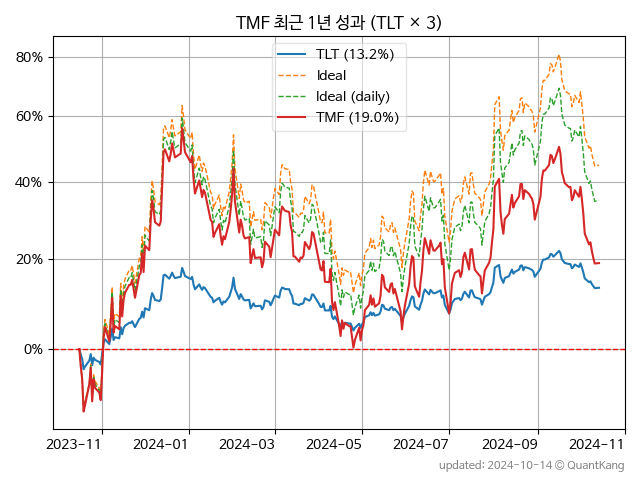 TMF 최근 1년 성과 (TLT × 3)
TLT (13.2%)
Ideal
Ideal (daily)
TMF (19.0%)
80%
60%
40%
20%
0%
2023-11
2024-01
2024-03
2024-05
2024-07
2024-09
2024-11
updated: 2024-10-14 © QuantKang